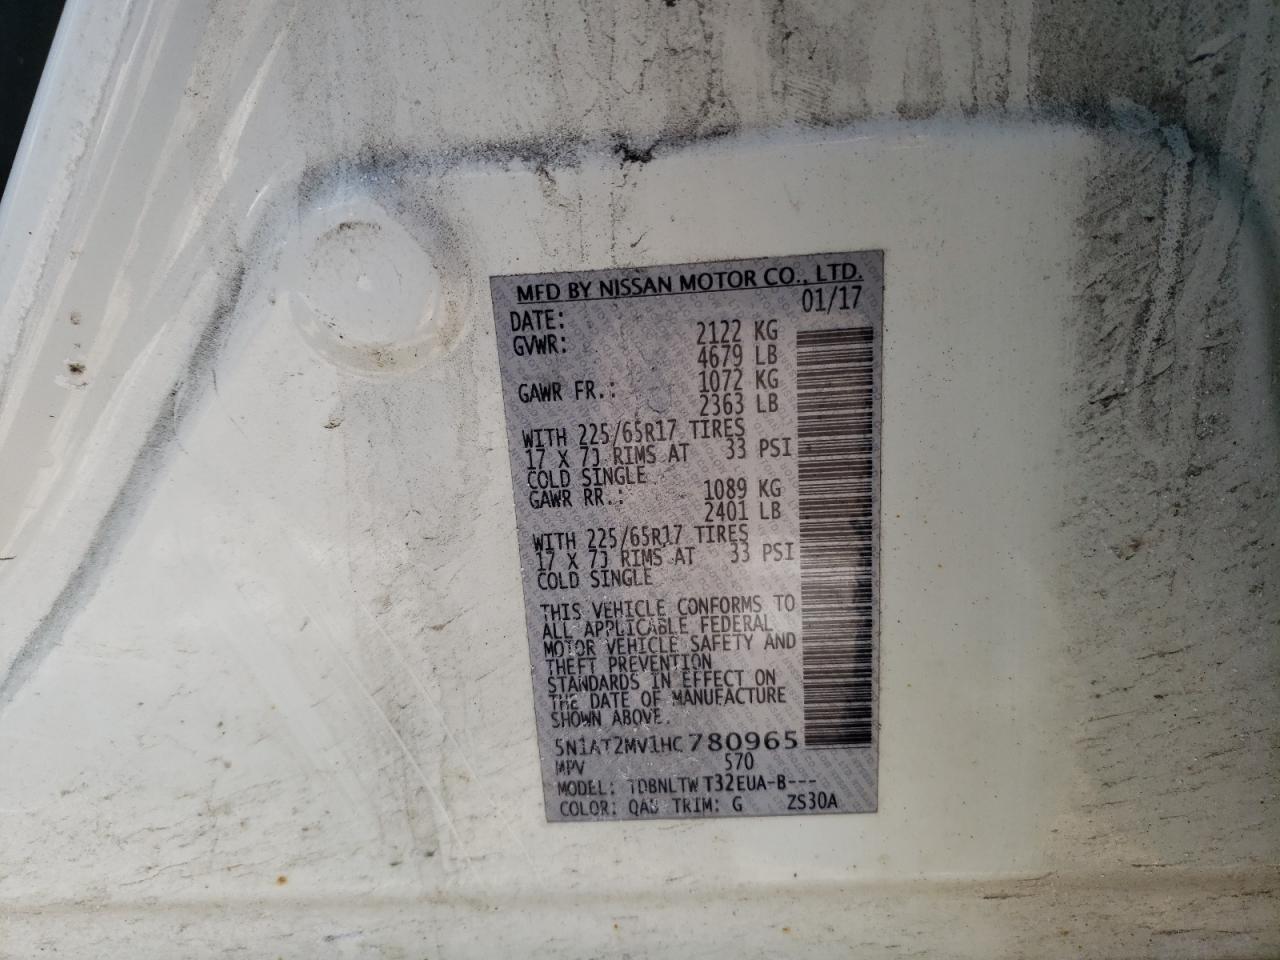 MFD BY NISSAN MOTOR CO., LTD.
DATE: 01/17
GVWR: 2122 KG
4679 LB
GAWR FR.: 1072 KG
2363 LB
WITH 225/65R17 TIRES
17 X 7J RIMS AT 33 PSI
COLD SINGLE
GAWR RR.: 1089 KG
2401 LB
WITH 225/65R17 TIRES
17 X 7J RIMS AT 33 PSI
COLD SINGLE
THIS VEHICLE CONFORMS TO
ALL APPLICABLE FEDERAL
MOTOR VEHICLE SAFETY AND
THEFT PREVENTION
STANDARDS IN EFFECT ON
THE DATE OF MANUFACTURE
SHOWN ABOVE.
5N1AT2MV1HC780965
MPV 570
MODEL: TDBNLTWT32EUA-B---
COLOR: QAB TRIM: G ZS30A